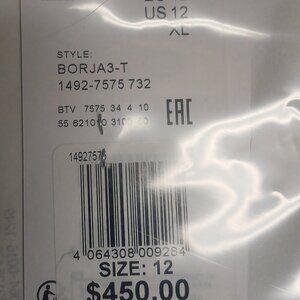 US 12
XL
STYLE:
BORJA3-T
1492-7575 732
BTV 7575 34 4 10
EAC
14927575
4 064308 009284
SIZE: 12
$450.00